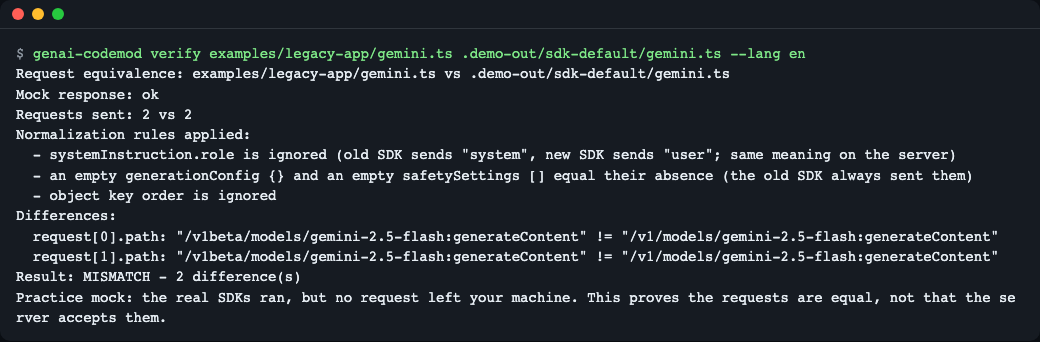 $ genai-codemod verify examples/legacy-app/gemini.ts .demo-out/sdk-default/gemini.ts --lang en
Request equivalence: examples/legacy-app/gemini.ts vs .demo-out/sdk-default/gemini.ts
Mock response: ok
Requests sent: 2 vs 2
Normalization rules applied:
  - systemInstruction.role is ignored (old SDK sends "system", new SDK sends "user"; same meaning on the server)
  - an empty generationConfig {} and an empty safetySettings [] equal their absence (the old SDK always sent them)
  - object key order is ignored
Differences:
  request[0].path: "/v1beta/models/gemini-2.5-flash:generateContent" != "/v1/models/gemini-2.5-flash:generateContent"
  request[1].path: "/v1beta/models/gemini-2.5-flash:generateContent" != "/v1/models/gemini-2.5-flash:generateContent"
Result: MISMATCH - 2 difference(s)
Practice mock: the real SDKs ran, but no request left your machine. This proves the requests are equal, not that the se
rver accepts them.